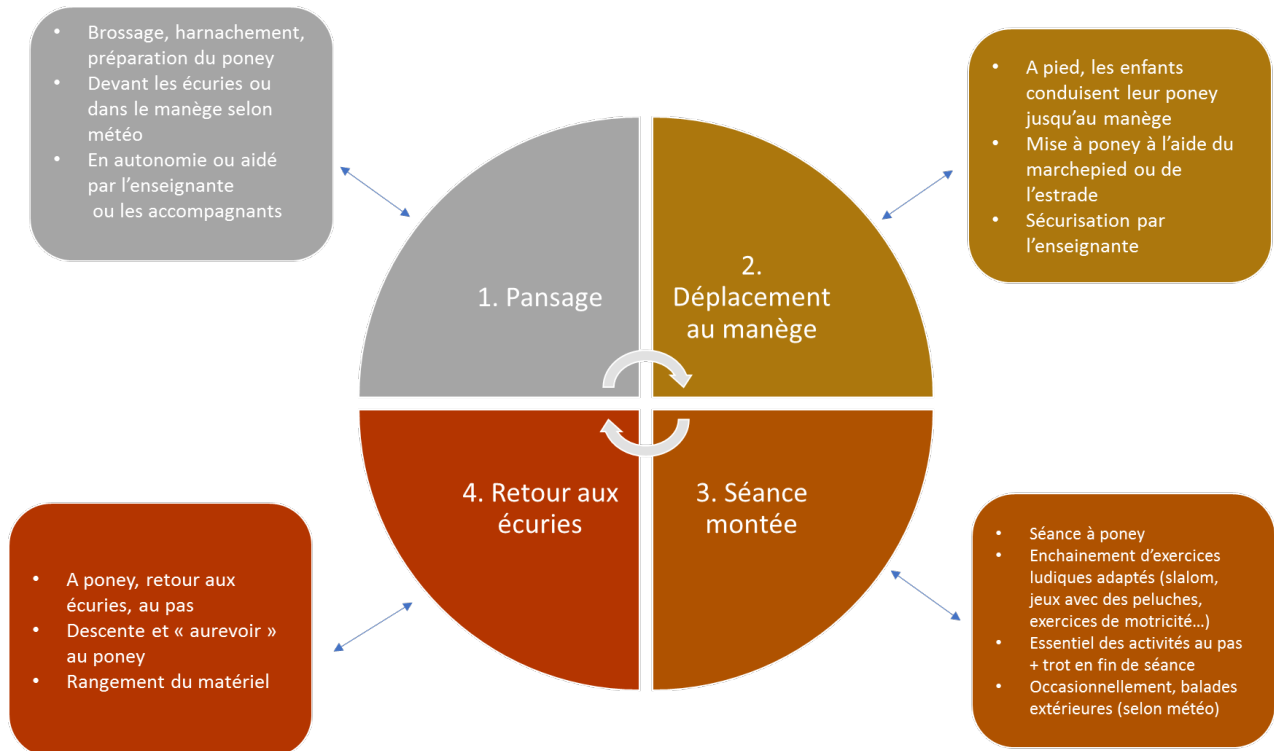 • Brossage, harnachement,
préparation du poney
• Devant les écuries ou
dans le manège selon
météo
• En autonomie ou aidé
par l'enseignante
ou les accompagnants
• A pied, les enfants
conduisent leur poney
jusqu'au manège
• Mise à poney à l'aide du
marchepied ou de
l'estrade
• Sécurisation par
l'enseignante
1. Pansage
2.
Déplacement
au manège
4. Retour aux
écuries
3. Séance
montée
• A poney, retour aux
écuries, au pas
• Descente et « aurevoir »
au poney
• Rangement du matériel
• Séance à poney
• Enchainement d'exercices
ludiques adaptés (slalom,
jeux avec des peluches,
exercices de motricité…)
• Essentiel des activités au pas
+ trot en fin de séance
• Occasionnellement, balades
extérieures (selon météo)